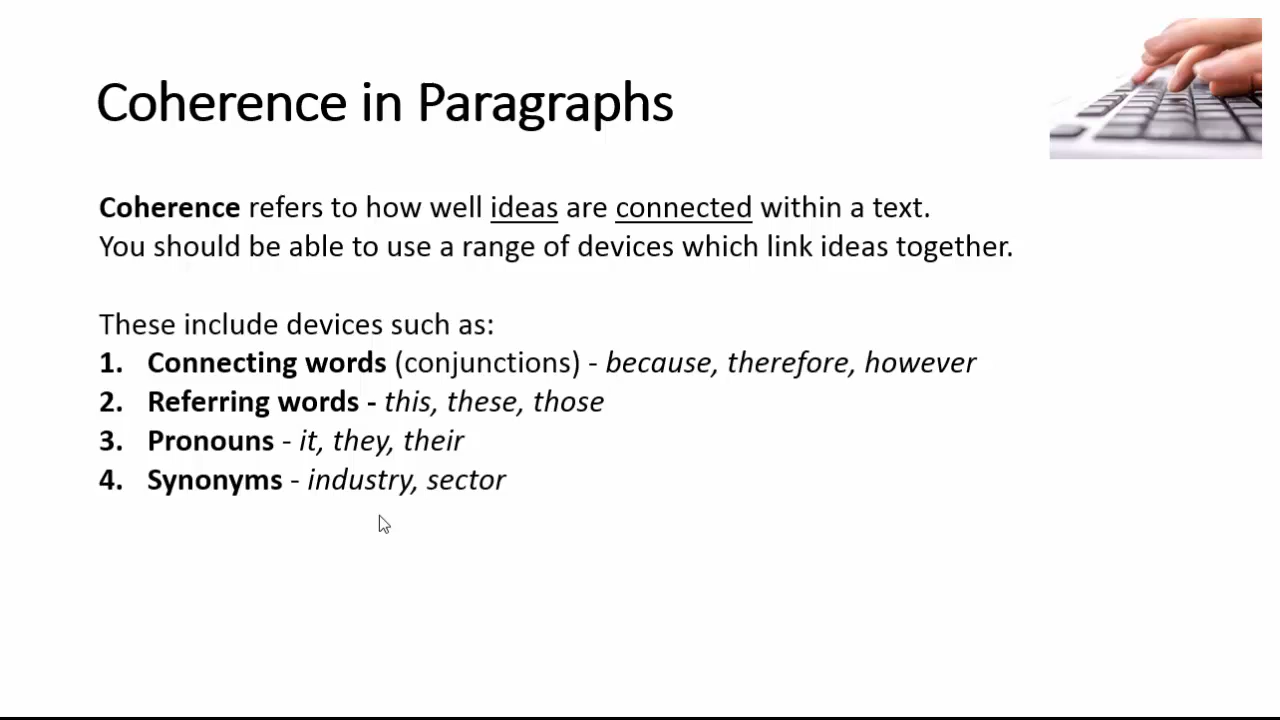 Coherence in Paragraphs
Coherence refers to how well ideas are connected within a text.
You should be able to use a range of devices which link ideas together.
These include devices such as:
1. Connecting words (conjunctions) - because, therefore, however
2. Referring words - this, these, those
3. Pronouns - it, they, their
4. Synonyms - industry, sector